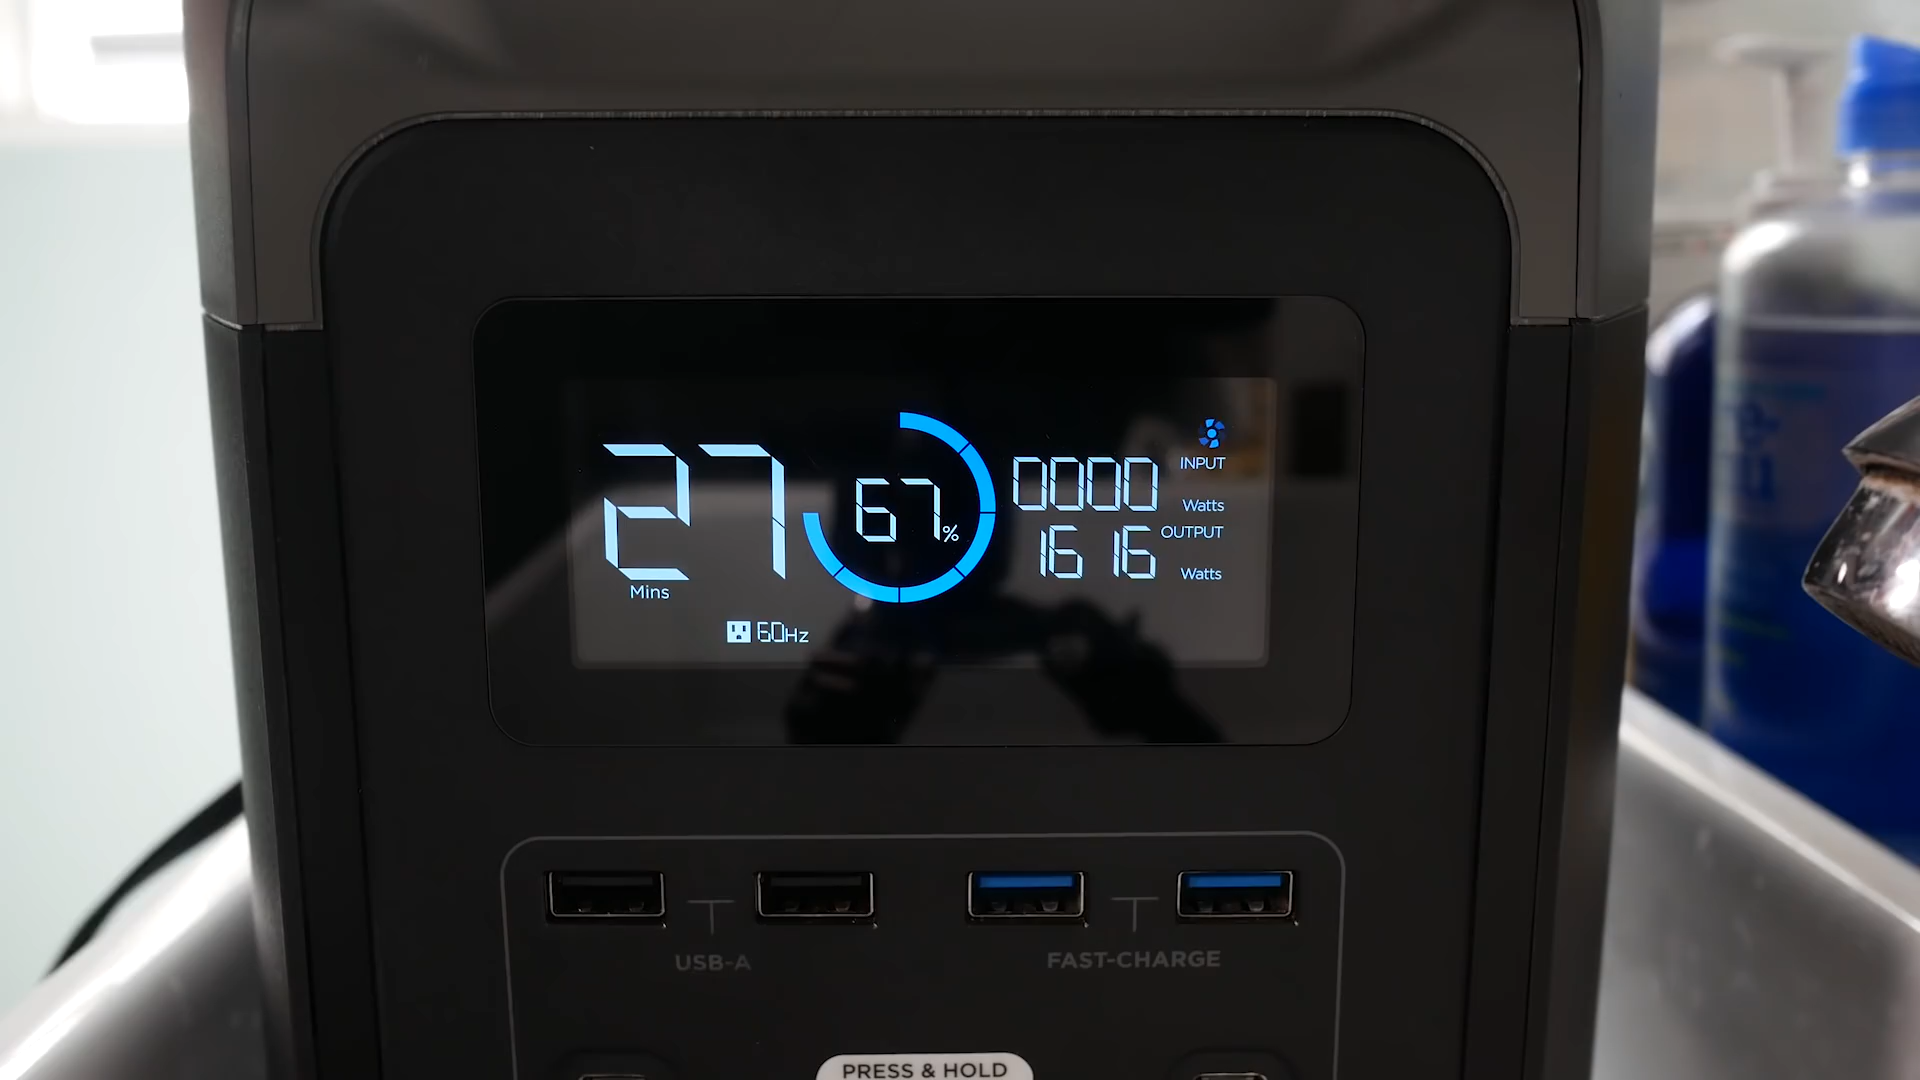 27
Mins
67%
0000
INPUT
Watts
1616
OUTPUT
Watts
60Hz
USB-A
FAST-CHARGE
PRESS & HOLD